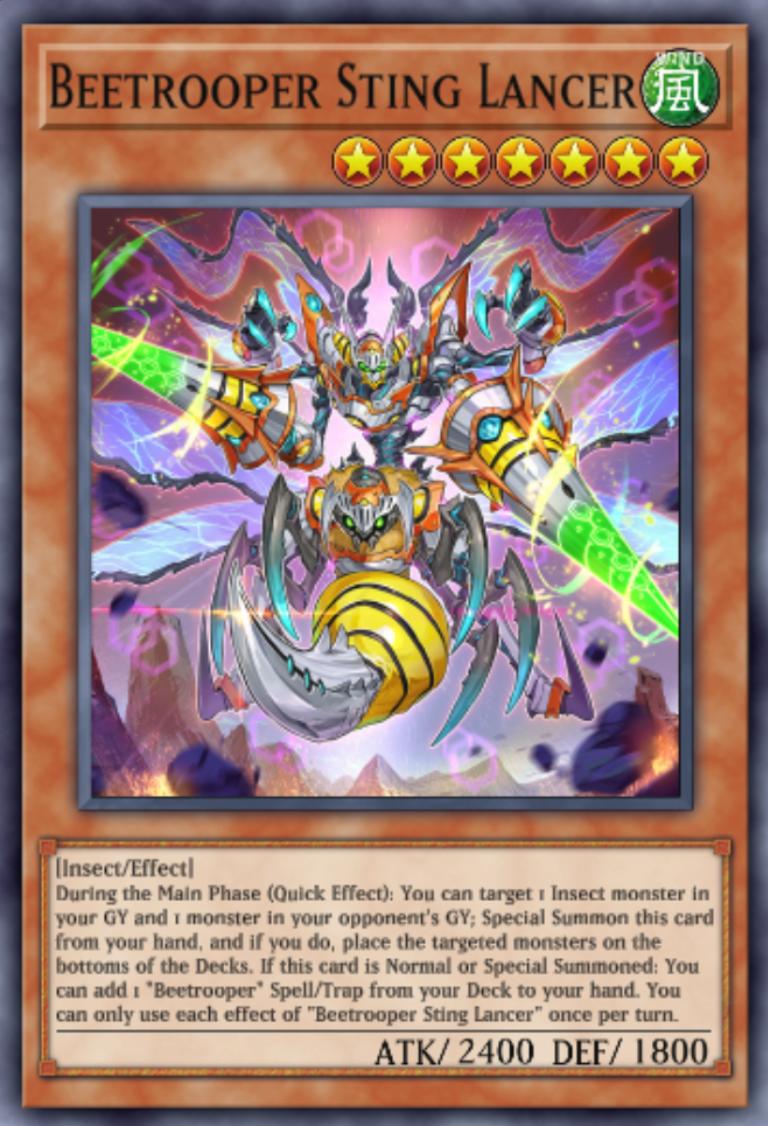 BEETROOPER STING LANCER
WIND
風
[Insect/Effect]
During the Main Phase (Quick Effect): You can target 1 Insect monster in
your GY and 1 monster in your opponent's GY; Special Summon this card
from your hand, and if you do, place the targeted monsters on the
bottoms of the Decks. If this card is Normal or Special Summoned: You
can add 1 "Beetrooper" Spell/Trap from your Deck to your hand. You
can only use each effect of "Beetrooper Sting Lancer" once per turn.
ATK/ 2400 DEF/ 1800